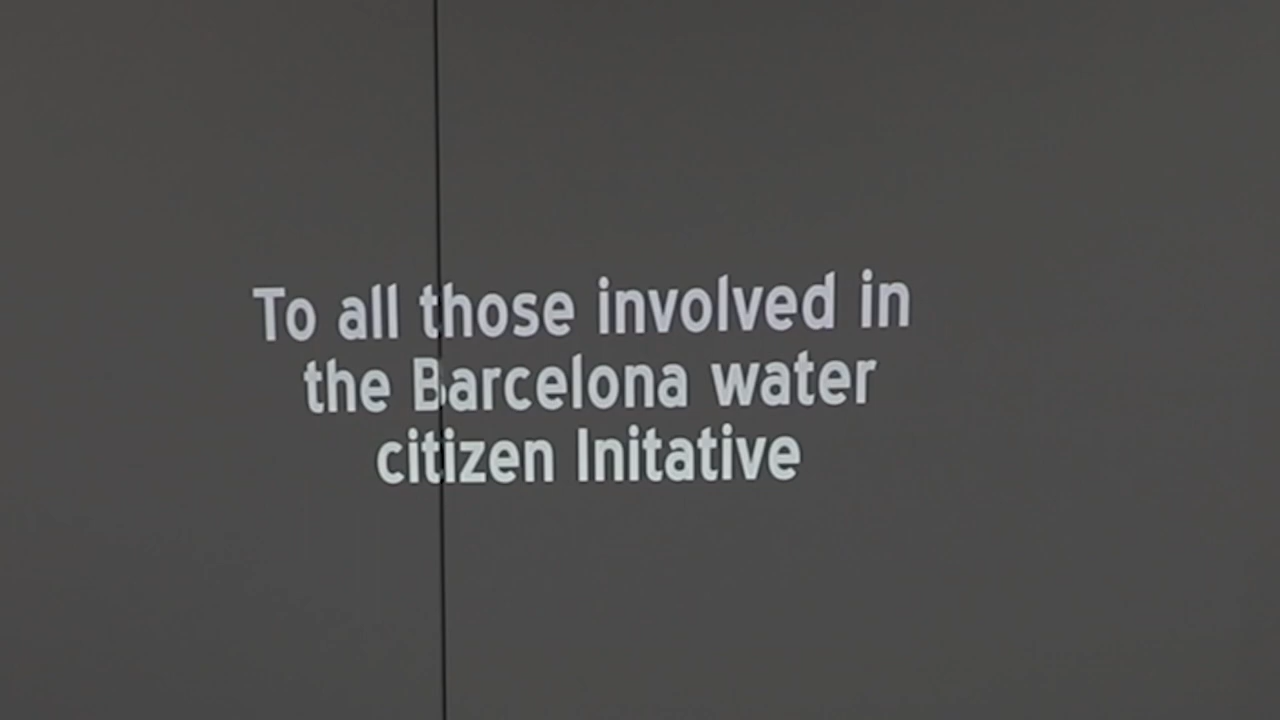 To all those involved in
the Barcelona water
citizen Initative